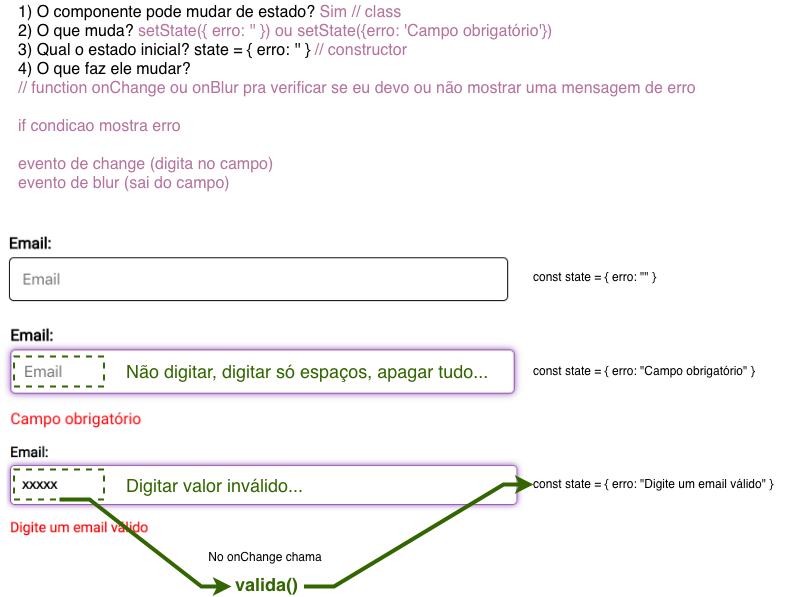 1) O componente pode mudar de estado? Sim // class
2) O que muda? setState({ erro: '' }) ou setState({erro: 'Campo obrigatório'})
3) Qual o estado inicial? state = { erro: '' } // constructor
4) O que faz ele mudar?
// function onChange ou onBlur pra verificar se eu devo ou não mostrar uma mensagem de erro
if condicao mostra erro
evento de change (digita no campo)
evento de blur (sai do campo)
Email:
Email
const state = { erro: "" }
Email:
Email
Não digitar, digitar só espaços, apagar tudo...
const state = { erro: "Campo obrigatório" }
Campo obrigatório
Email:
xxxxx
Digitar valor inválido...
const state = { erro: "Digite um email válido" }
Digite um email válido
No onChange chama
valida()